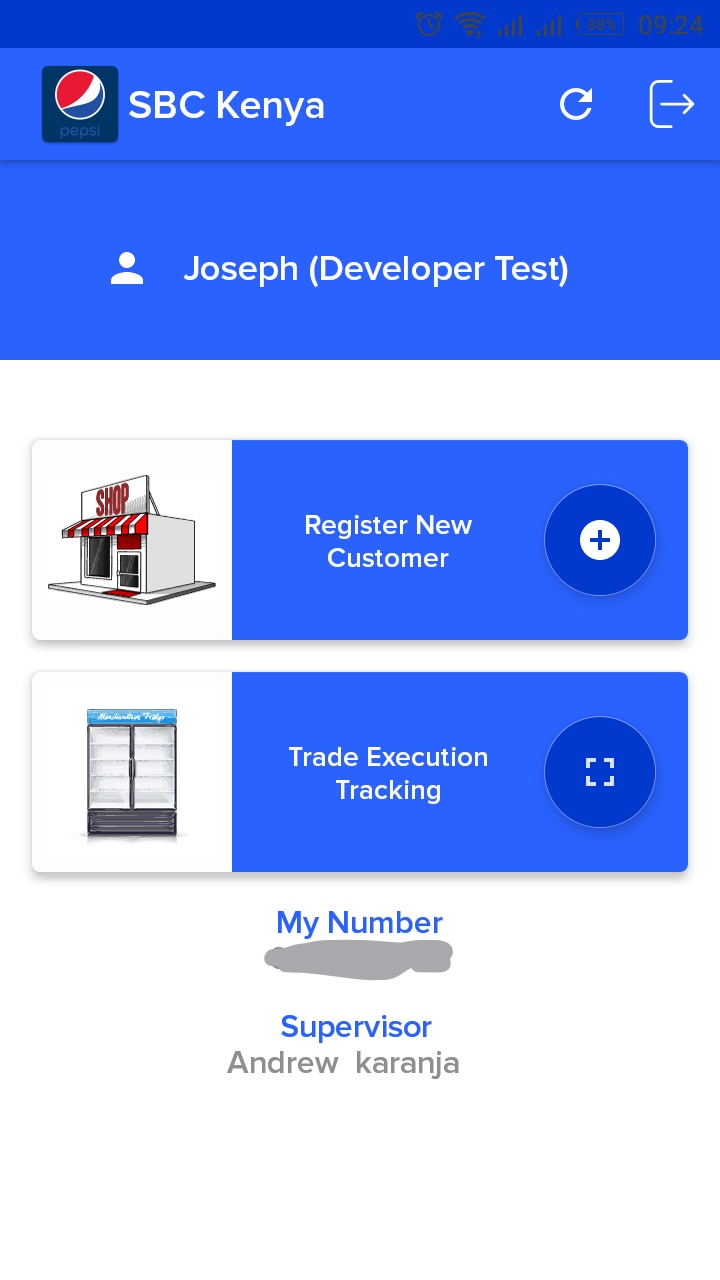 88% 09:24
pepsi
SBC Kenya
Joseph (Developer Test)
SHOP
Register New
Customer
Merchandiser Fridge
Trade Execution
Tracking
My Number
Supervisor
Andrew karanja